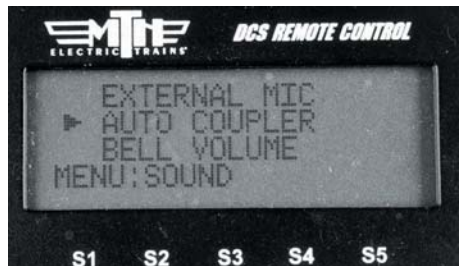 MTH DCS REMOTE CONTROL
ELECTRIC TRAINS
EXTERNAL MIC
AUTO COUPLER
BELL VOLUME
MENU:SOUND
S1 S2 S3 S4 S5